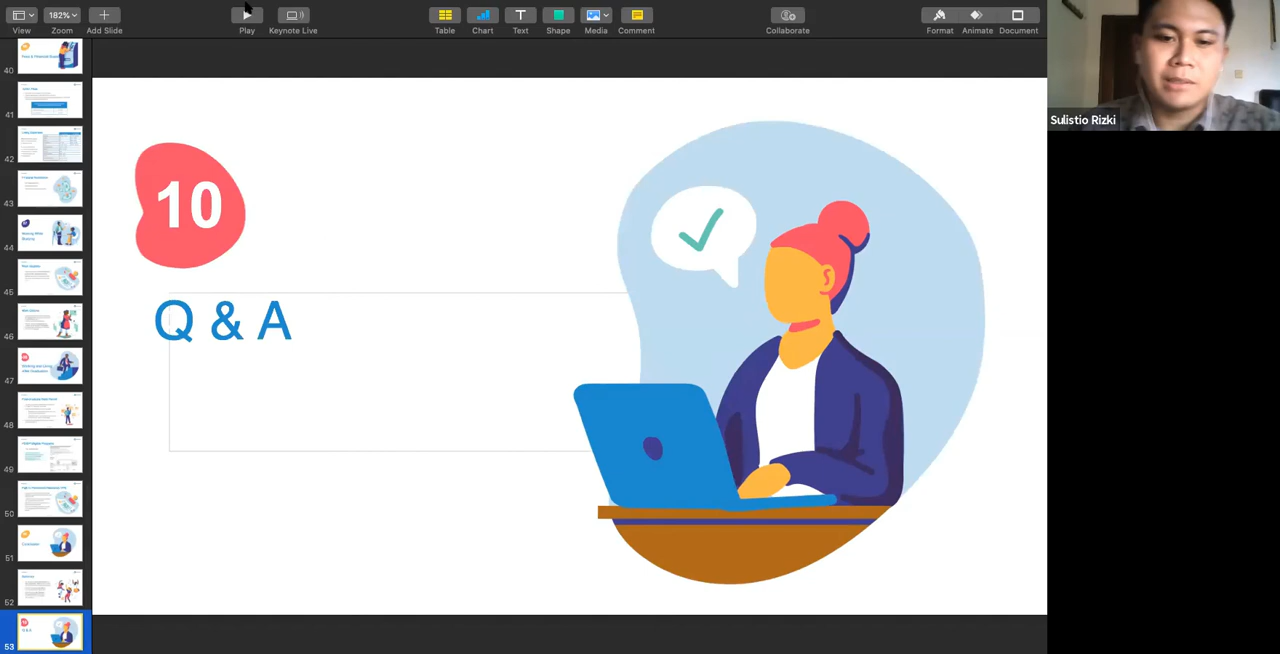 182%
View
Zoom
Add Slide
Play
Keynote Live
Table
Chart
Text
Shape
Media
Comment
Collaborate
Format
Animate
Document
Sulistio Rizki
10
Q & A
40
41
42
43
44
45
46
47
48
49
50
51
Conclusion
52
53
Q & A